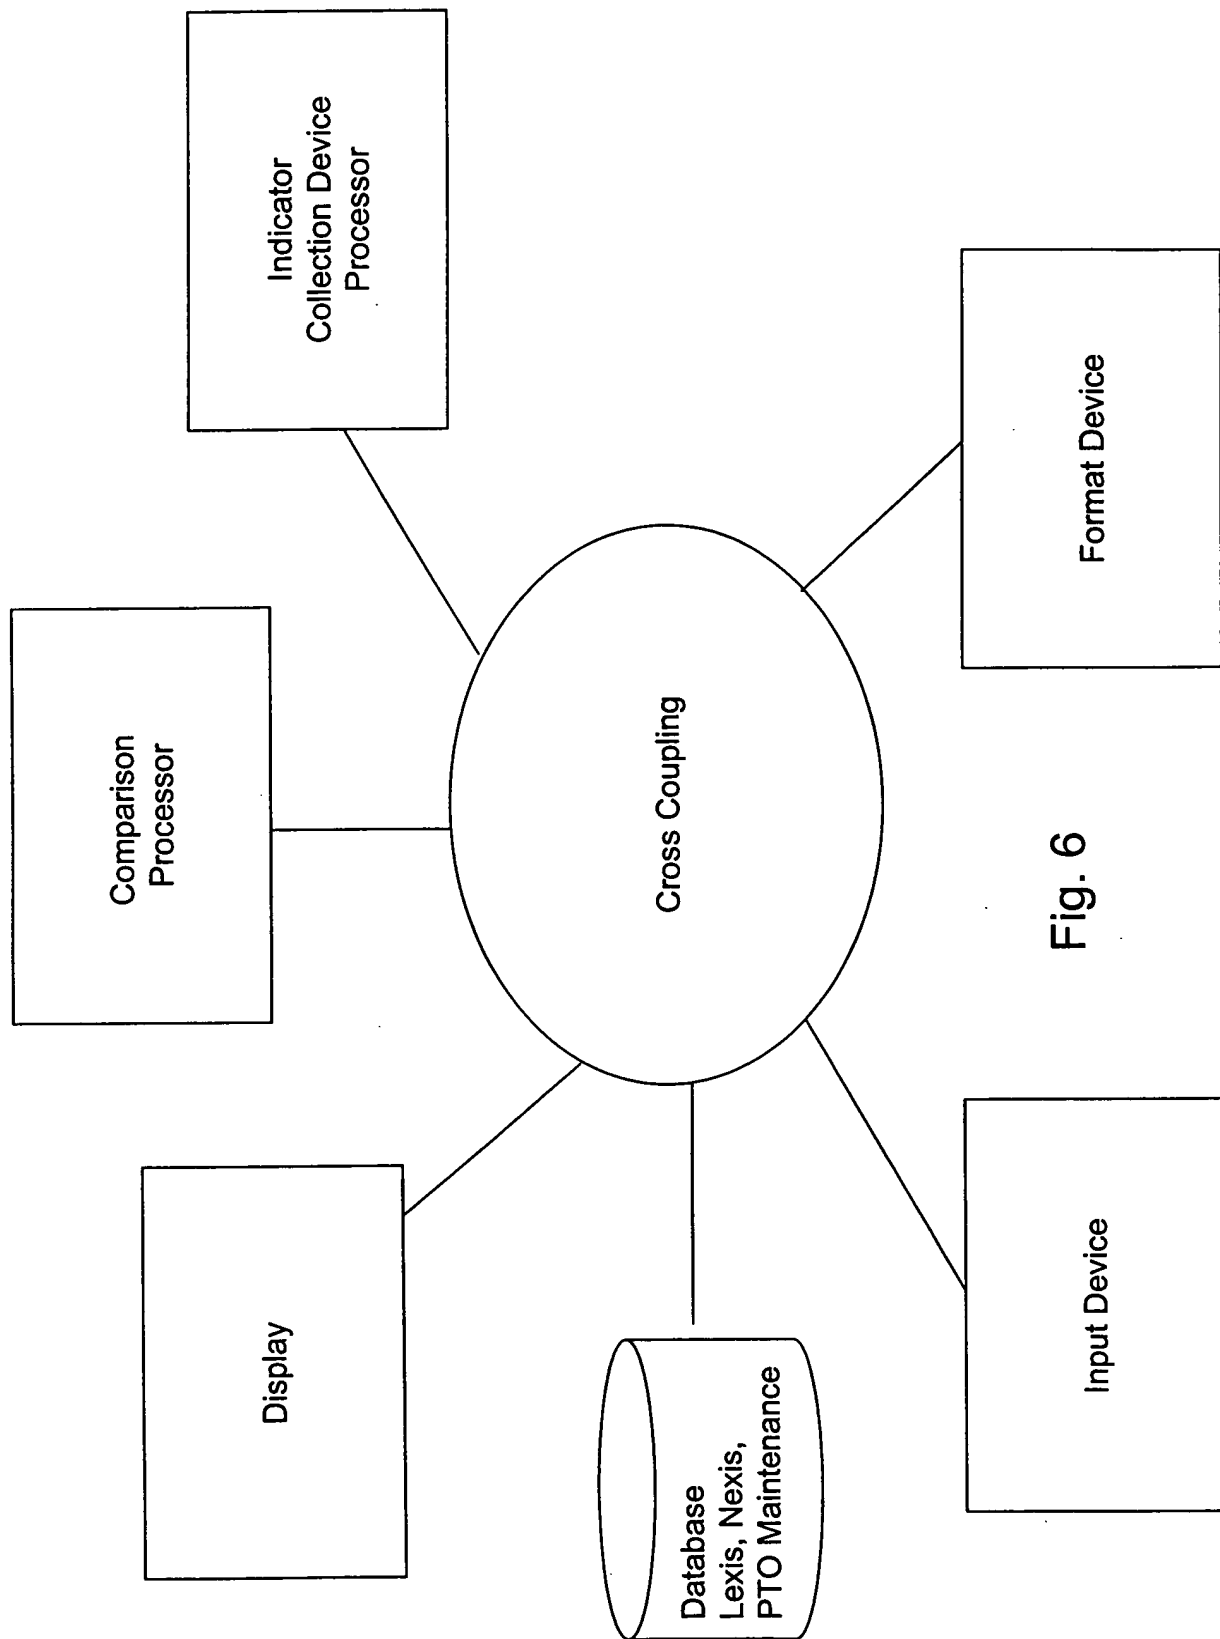 Comparison
Processor
Display
Indicator
Collection Device
Processor
Database
Lexis, Nexis,
PTO Maintenance
Cross Coupling
Input Device
Format Device
Fig. 6